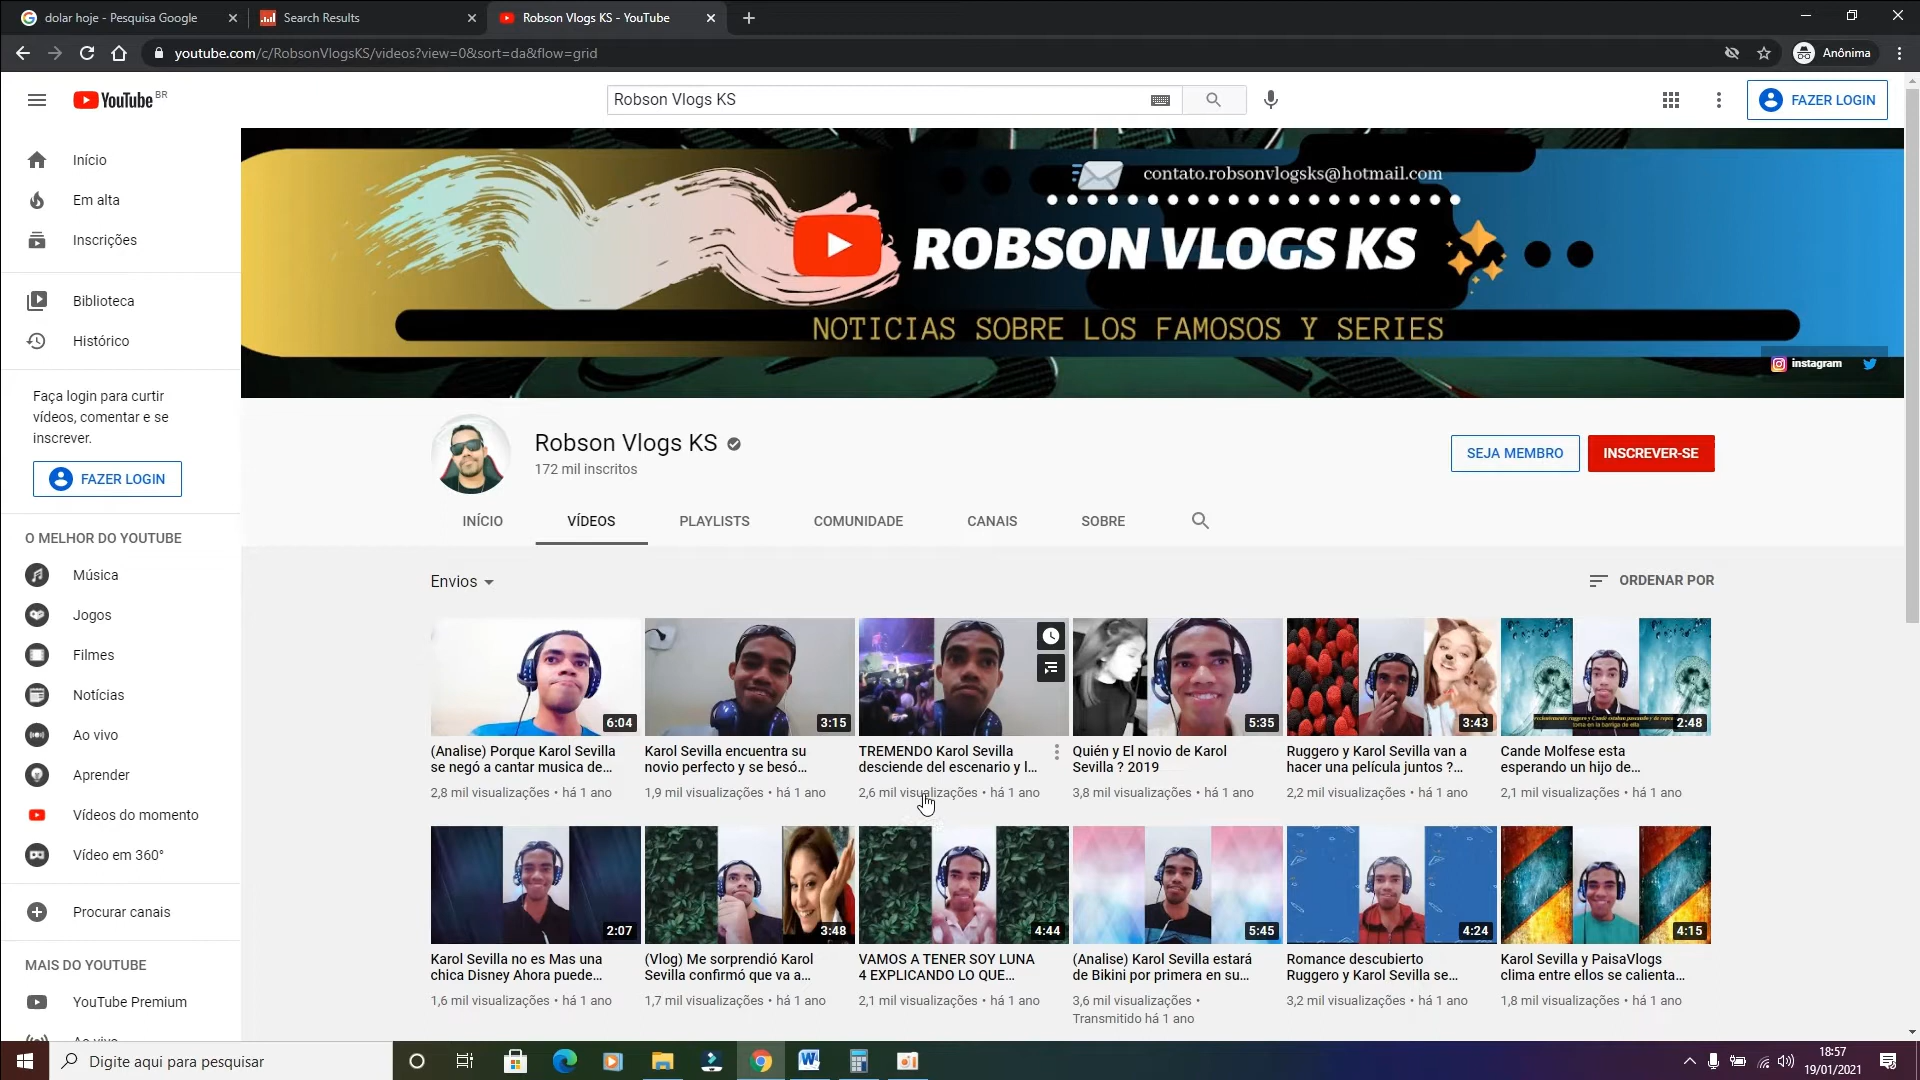 dolar hoje - Pesquisa Google
Search Results
Robson Vlogs KS - YouTube
youtube.com/c/RobsonVlogsKS/videos?view=0&sort=da&flow=grid
Anônima
YouTube BR
Robson Vlogs KS
FAZER LOGIN
Início
Em alta
Inscrições
Biblioteca
Histórico
Faça login para curtir
vídeos, comentar e se
inscrever.
FAZER LOGIN
O MELHOR DO YOUTUBE
Música
Jogos
Filmes
Notícias
Ao vivo
Aprender
Vídeos do momento
Vídeo em 360°
Procurar canais
MAIS DO YOUTUBE
YouTube Premium
Ao vivo
contato.robsonvlogsks@hotmail.com
ROBSON VLOGS KS
NOTICIAS SOBRE LOS FAMOSOS Y SERIES
instagram
Robson Vlogs KS
172 mil inscritos
SEJA MEMBRO
INSCREVER-SE
INÍCIO
VÍDEOS
PLAYLISTS
COMUNIDADE
CANAIS
SOBRE
Envios
ORDENAR POR
6:04
(Analise) Porque Karol Sevilla
se negó a cantar musica de...
2,8 mil visualizações • há 1 ano
3:15
Karol Sevilla encuentra su
novio perfecto y se besó...
1,9 mil visualizações • há 1 ano
TREMENDO Karol Sevilla
desciende del escenario y l...
2,6 mil visualizações • há 1 ano
5:35
Quién y El novio de Karol
Sevilla ? 2019
3,8 mil visualizações • há 1 ano
3:43
Ruggero y Karol Sevilla van a
hacer una película juntos ?...
2,2 mil visualizações • há 1 ano
2:48
Cande Molfese esta
esperando un hijo de...
2,1 mil visualizações • há 1 ano
2:07
Karol Sevilla no es Mas una
chica Disney Ahora puede...
1,6 mil visualizações • há 1 ano
3:48
(Vlog) Me sorprendió Karol
Sevilla confirmó que va a...
1,7 mil visualizações • há 1 ano
4:44
VAMOS A TENER SOY LUNA
4 EXPLICANDO LO QUE...
2,1 mil visualizações • há 1 ano
5:45
(Analise) Karol Sevilla estará
de Bikini por primera en su...
3,6 mil visualizações •
Transmitido há 1 ano
4:24
Romance descubierto
Ruggero y Karol Sevilla se...
3,2 mil visualizações • há 1 ano
4:15
Karol Sevilla y PaisaVlogs
clima entre ellos se calienta...
1,8 mil visualizações • há 1 ano
Digite aqui para pesquisar
18:57
19/01/2021